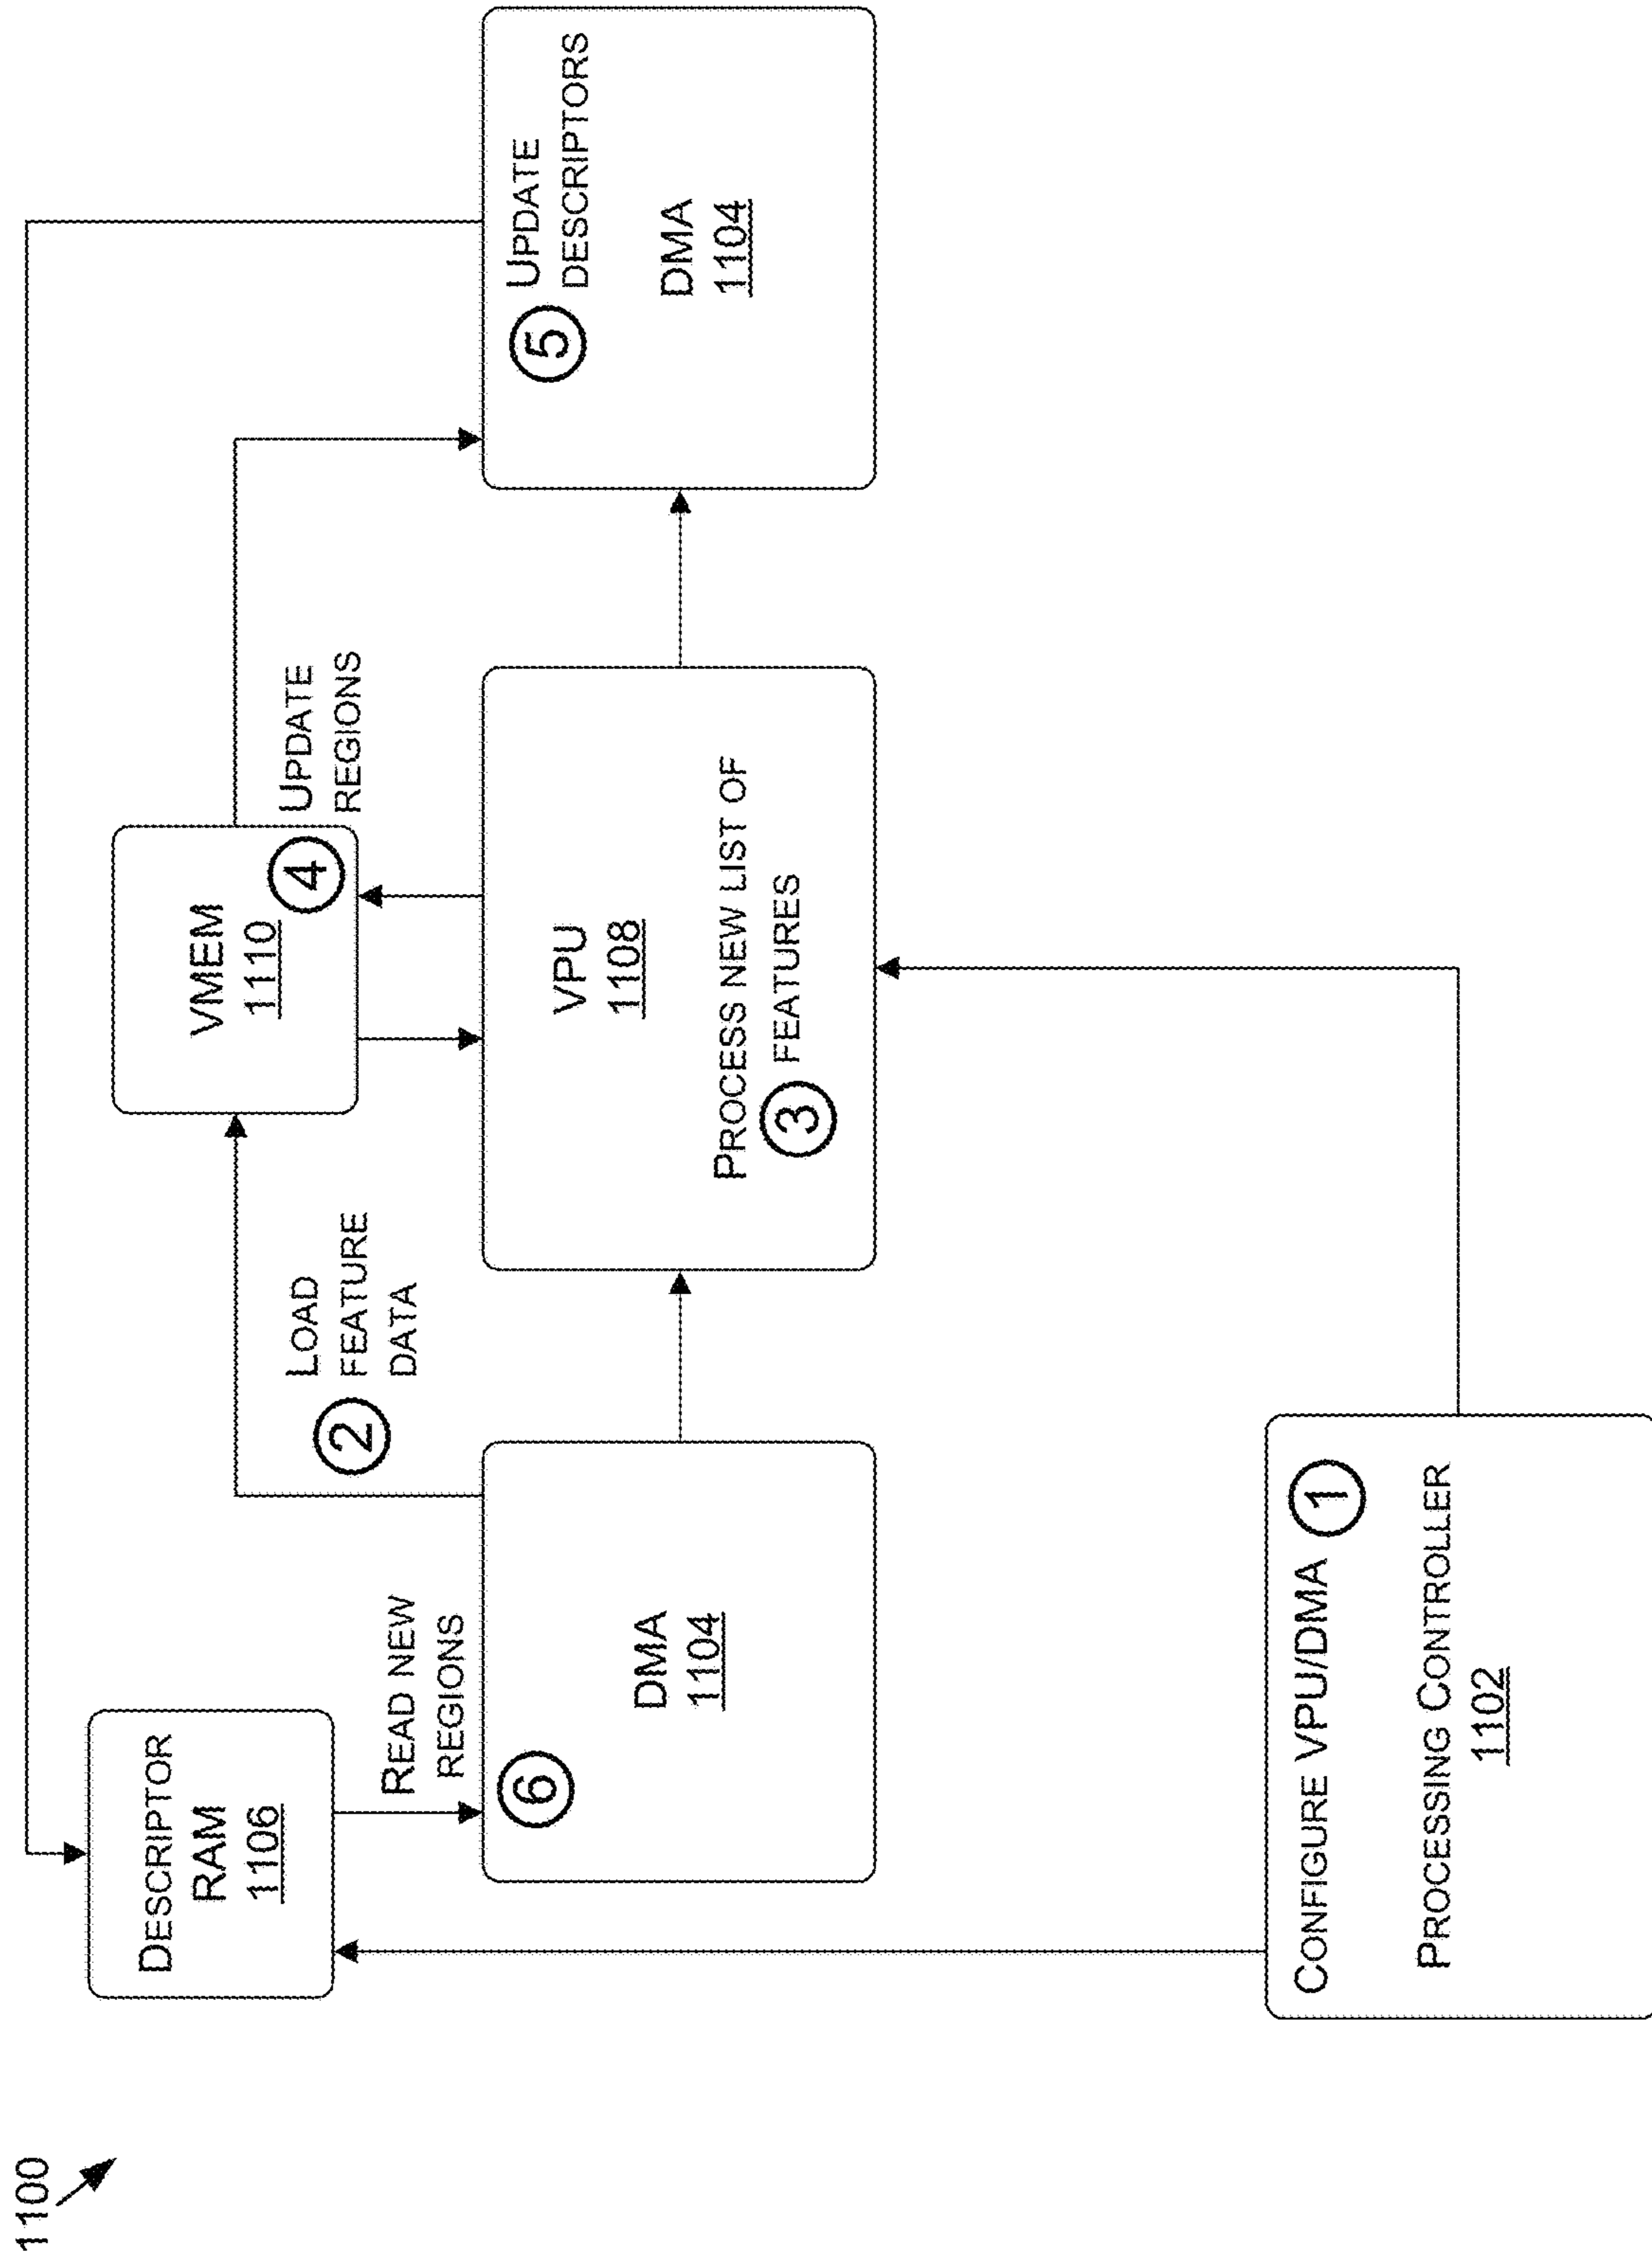 1100
DESCRIPTOR
RAM
1106
READ NEW
REGIONS
6
DMA
1104
2
LOAD
FEATURE
DATA
VMEM
1110
4
UPDATE
REGIONS
VPU
1108
PROCESS NEW LIST OF
3
FEATURES
5
UPDATE
DESCRIPTORS
DMA
1104
CONFIGURE VPU/DMA
1
PROCESSING CONTROLLER
1102